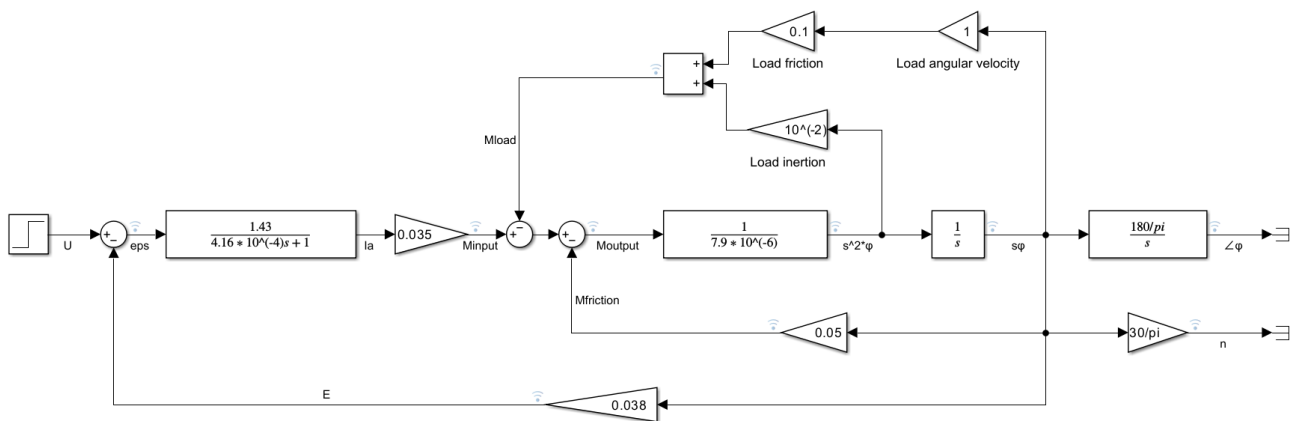 0.1
1
Load friction
Load angular velocity
+
+
10^(-2)
Load inertion
Mload
U
+
−
eps
1.43
4.16 * 10^(-4)s + 1
Ia
0.035
Minput
−
+
+
−
Moutput
1
7.9 * 10^(-6)
s^2*φ
1
s
sφ
180/pi
s
∠φ
Mfriction
0.05
30/pi
n
E
0.038